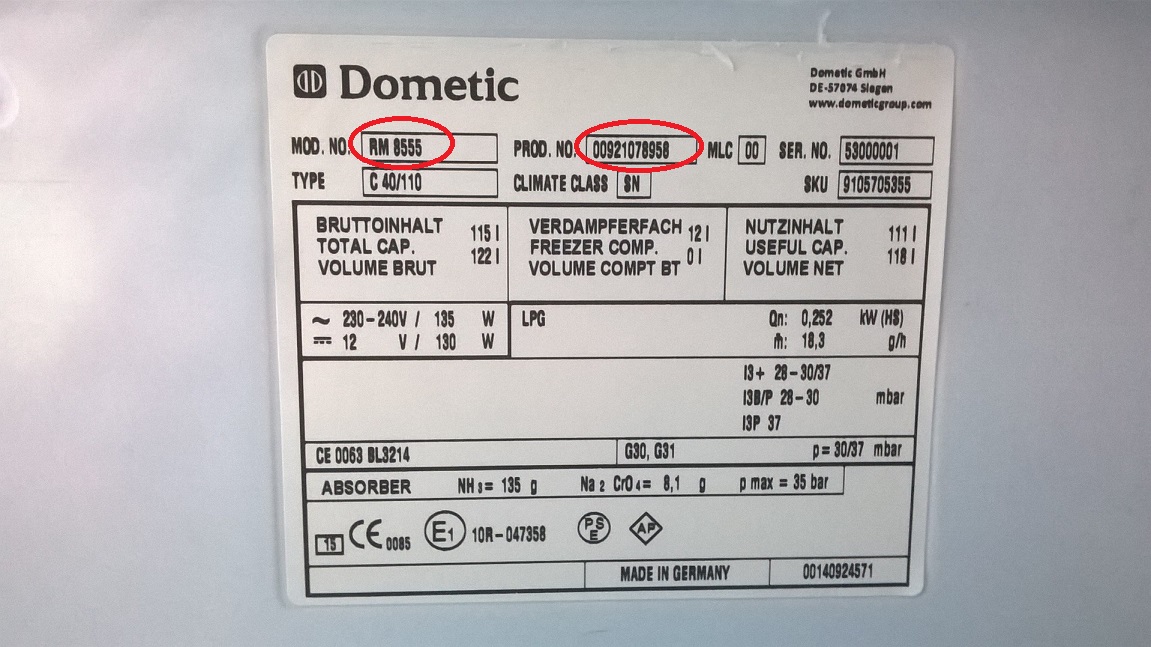 Dometic
Dometic GmbH
DE-57074 Siegen
www.dometicgroup.com
MOD. NO. RM 8555 PROD. NO. 00921078958 MLC 00 SER. NO. 53000001
TYPE C 40/110 CLIMATE CLASS SN SKU 9105705355
BRUTTOINHALT 115 l
TOTAL CAP. 122 l
VOLUME BRUT
VERDAMPFERFACH 12 l
FREEZER COMP. 0 l
VOLUME COMPT BT
NUTZINHALT 111 l
USEFUL CAP. 118 l
VOLUME NET
~ 230-240V / 135 W
⎓ 12 V / 130 W
LPG Qn: 0,252 kW (HS)
ṁ: 18,3 g/h
I3+ 28-30/37
I3B/P 28-30 mbar
I3P 37
CE 0063 BL3214 G30, G31 p= 30/37 mbar
ABSORBER NH3= 135 g Na2 CrO4= 8,1 g p max = 35 bar
15 CE 0085 E1 10R-047358 PSE AP
MADE IN GERMANY 00140924571